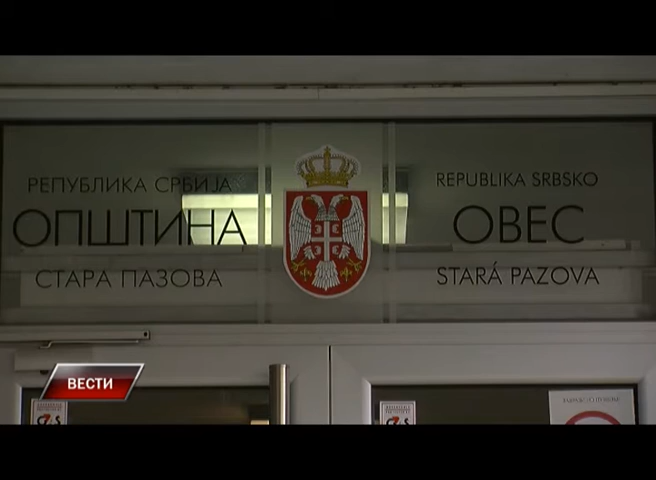 РЕПУБЛИКА СРБИЈА
ОПШТИНА
СТАРА ПАЗОВА
REPUBLIKA SRBSKO
OBEC
STARÁ PAZOVA
ВЕСТИ